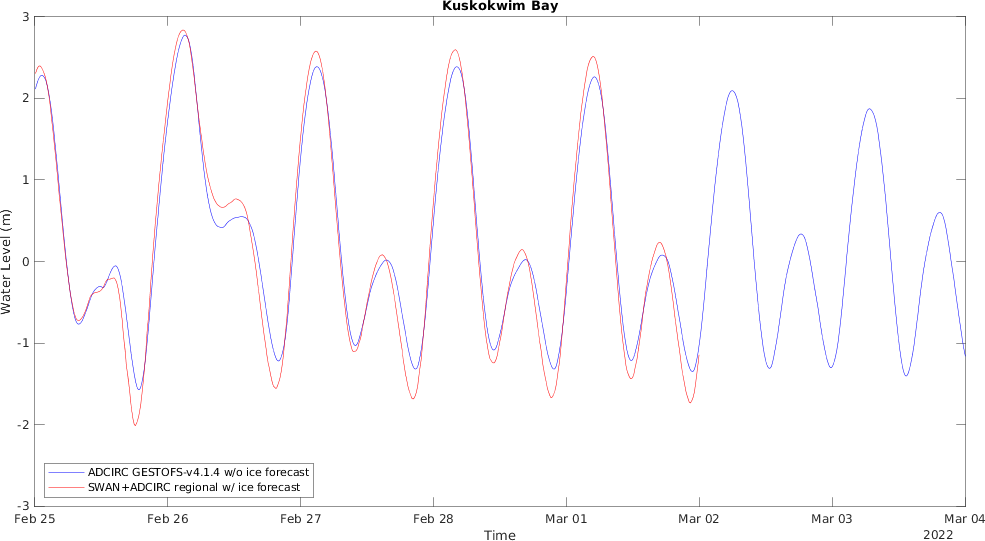 Kuskokwim Bay
3
2
1
0
-1
-2
-3
Water Level (m)
ADCIRC GESTOFS-v4.1.4 w/o ice forecast
SWAN+ADCIRC regional w/ ice forecast
Feb 25 Feb 26 Feb 27 Feb 28 Mar 01 Mar 02 Mar 03 Mar 04
Time
2022